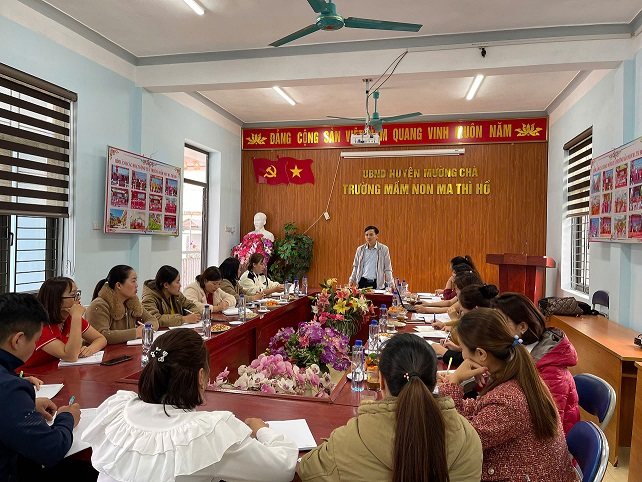 ĐẢNG CỘNG SẢN VIỆT NAM QUANG VINH MUÔN NĂM
UBND HUYỆN MƯỜNG CHÀ
TRƯỜNG MẦM NON MA THÌ HỒ